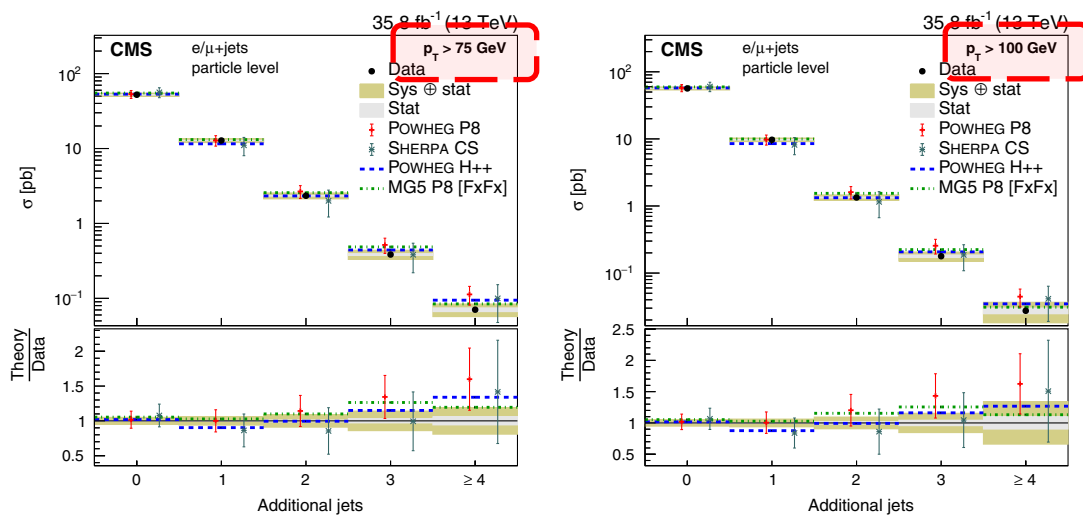 35.8 fb⁻¹ (13 TeV)
CMS
e/μ+jets
particle level
p_T > 75 GeV
Data
Sys ⊕ stat
Stat
POWHEG P8
SHERPA CS
POWHEG H++
MG5 P8 [FxFx]
σ [pb]
10²
10
1
10⁻¹
Theory
Data
1.5
1
0.5
0
1
2
3
≥ 4
Additional jets
35.8 fb⁻¹ (13 TeV)
CMS
e/μ+jets
particle level
p_T > 100 GeV
Data
Sys ⊕ stat
Stat
POWHEG P8
SHERPA CS
POWHEG H++
MG5 P8 [FxFx]
σ [pb]
10²
10
1
10⁻¹
Theory
Data
2.5
2
1.5
1
0.5
0
1
2
3
≥ 4
Additional jets